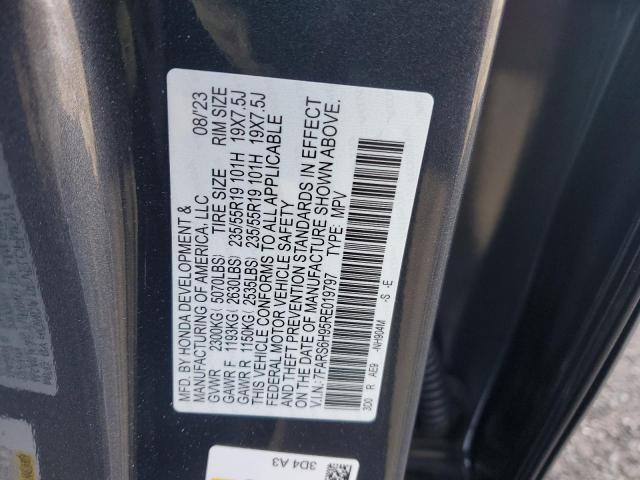 MFD. BY HONDA DEVELOPMENT & 08/'23
MANUFACTURING OF AMERICA, LLC
GVWR 2300KG( 5070LBS) TIRE SIZE RIM SIZE
GAWR F 1193KG( 2630LBS) 235/55R19 101H 19X7.5J
GAWR R 1150KG( 2535LBS) 235/55R19 101H 19X7.5J
THIS VEHICLE CONFORMS TO ALL APPLICABLE
FEDERAL MOTOR VEHICLE SAFETY
AND THEFT PREVENTION STANDARDS IN EFFECT
ON THE DATE OF MANUFACTURE SHOWN ABOVE.
V.I.N.: 7FARS6H95RE019797 TYPE: MPV
3D0 R AE9 -NH904M -S -E
3D4 A3